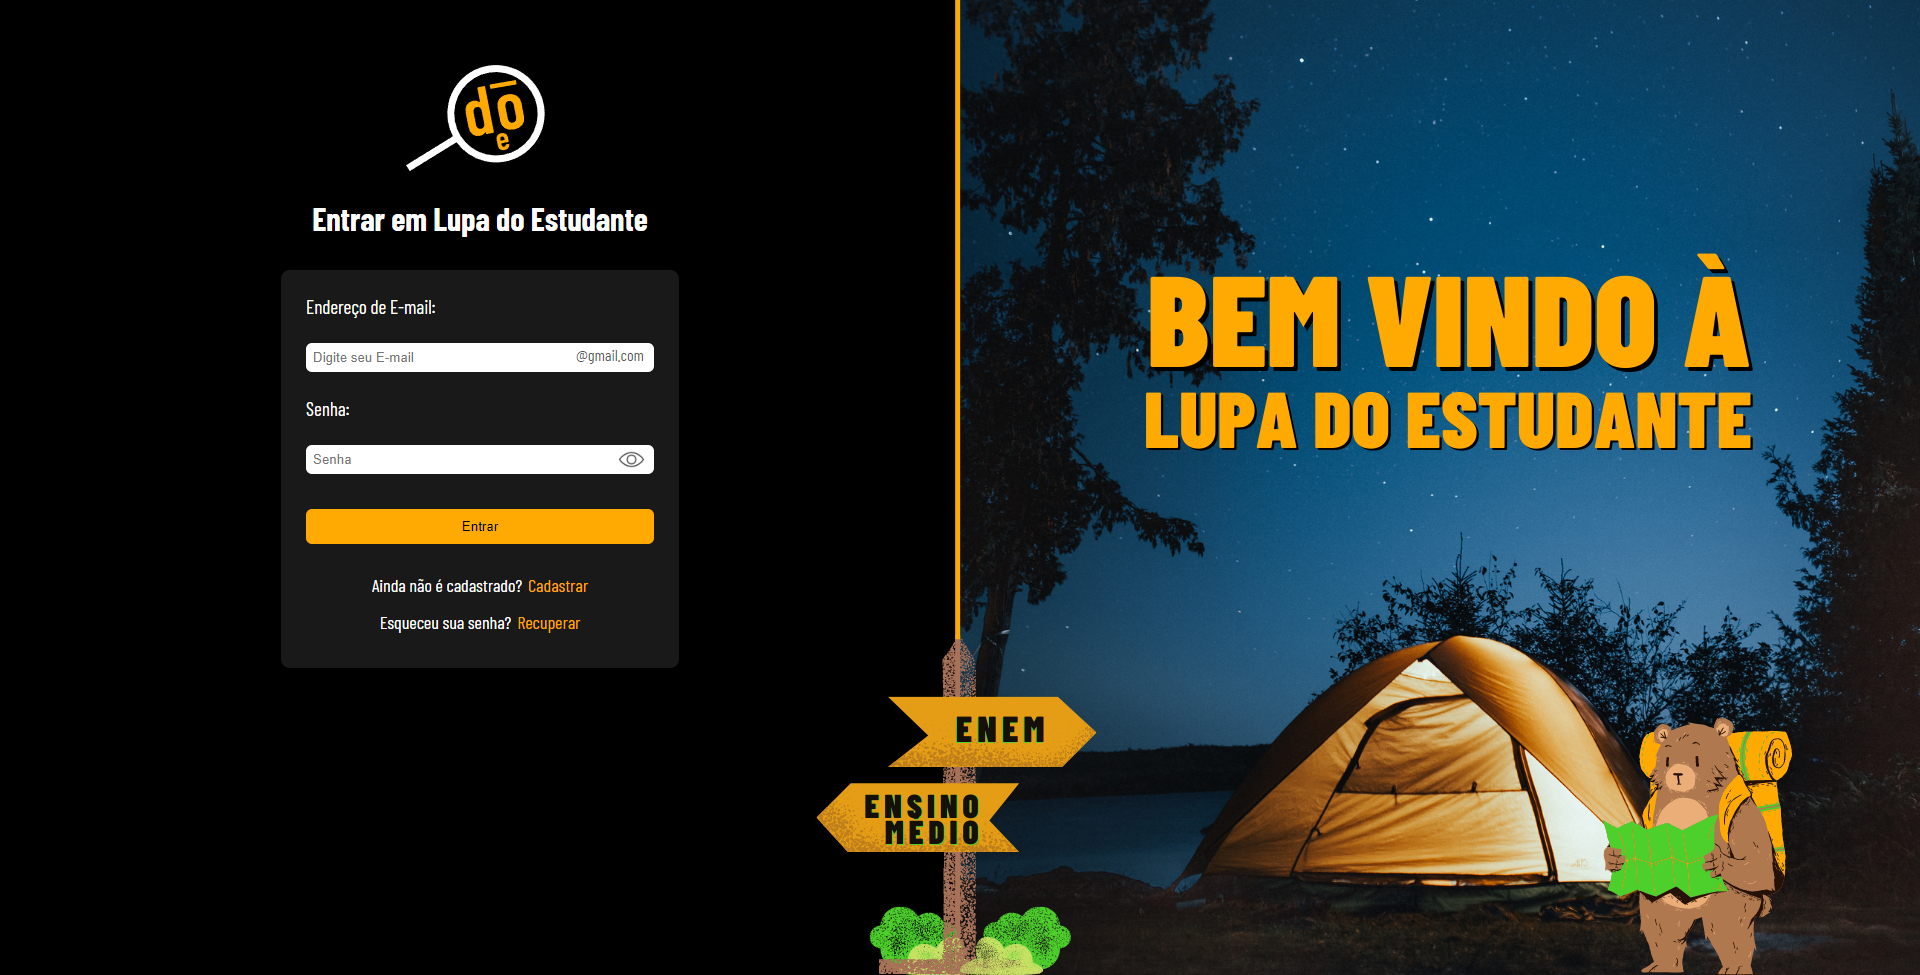 dō
e
Entrar em Lupa do Estudante
Endereço de E-mail:
Digite seu E-mail @gmail.com
Senha:
Senha
Entrar
Ainda não é cadastrado? Cadastrar
Esqueceu sua senha? Recuperar
BEM VINDO À
LUPA DO ESTUDANTE
ENEM
ENSINO
MEDIO